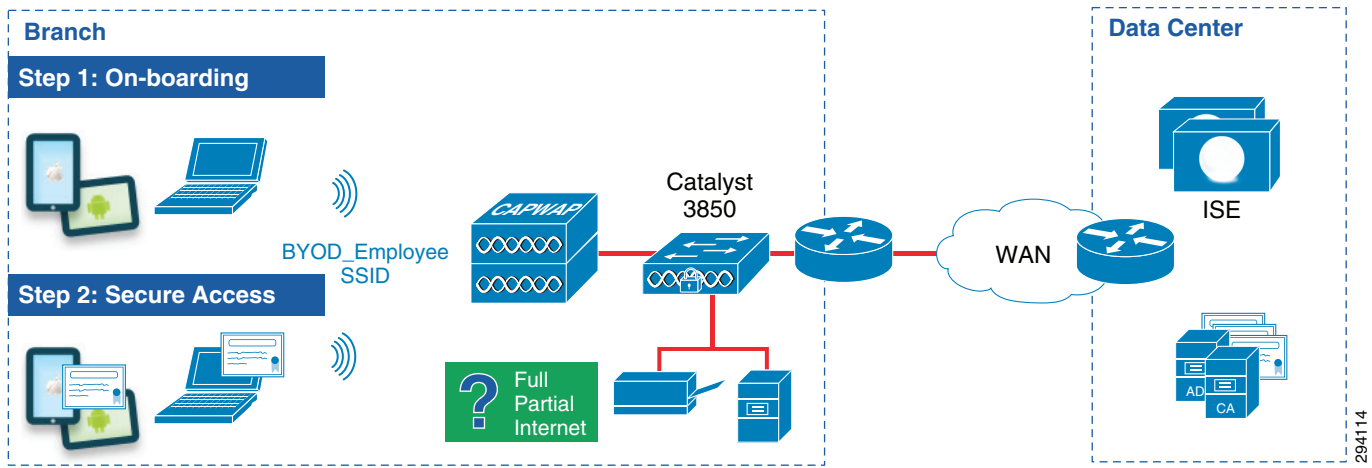 Branch
Step 1: On-boarding
BYOD_Employee
SSID
Step 2: Secure Access
CAPWAP
Catalyst
3850
?
Full
Partial
Internet
WAN
Data Center
ISE
AD
CA
294114